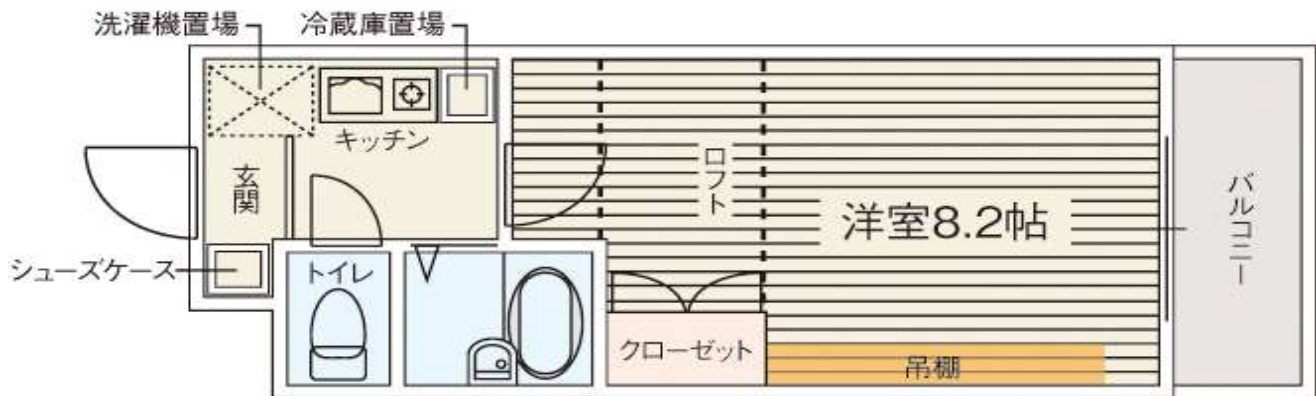 洗濯機置場
冷蔵庫置場
キッチン
玄関
ロフト
洋室8.2帖
バルコニー
シューズケース
トイレ
クローゼット
吊棚